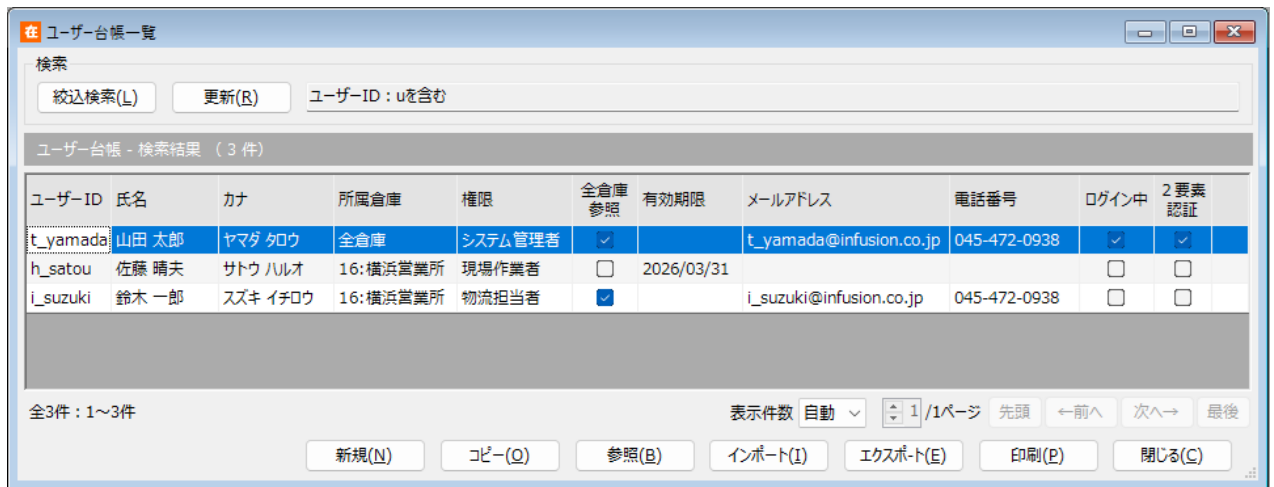 在 ユーザー台帳一覧
検索
絞込検索(L) 更新(R) ユーザーID：uを含む
ユーザー台帳 - 検索結果 （ 3 件）
ユーザーID 氏名 カナ 所属倉庫 権限 全倉庫参照 有効期限 メールアドレス 電話番号 ログイン中 2要素認証
t_yamada 山田 太郎 ヤマダ タロウ 全倉庫 システム管理者 t_yamada@infusion.co.jp 045-472-0938
h_satou 佐藤 晴夫 サトウ ハルオ 16:横浜営業所 現場作業者 2026/03/31
i_suzuki 鈴木 一郎 スズキ イチロウ 16:横浜営業所 物流担当者 i_suzuki@infusion.co.jp 045-472-0938
全3件：1～3件 表示件数 自動 1 /1ページ 先頭 ←前へ 次へ→ 最後
新規(N) コピー(O) 参照(B) インポート(I) エクスポート(E) 印刷(P) 閉じる(C)